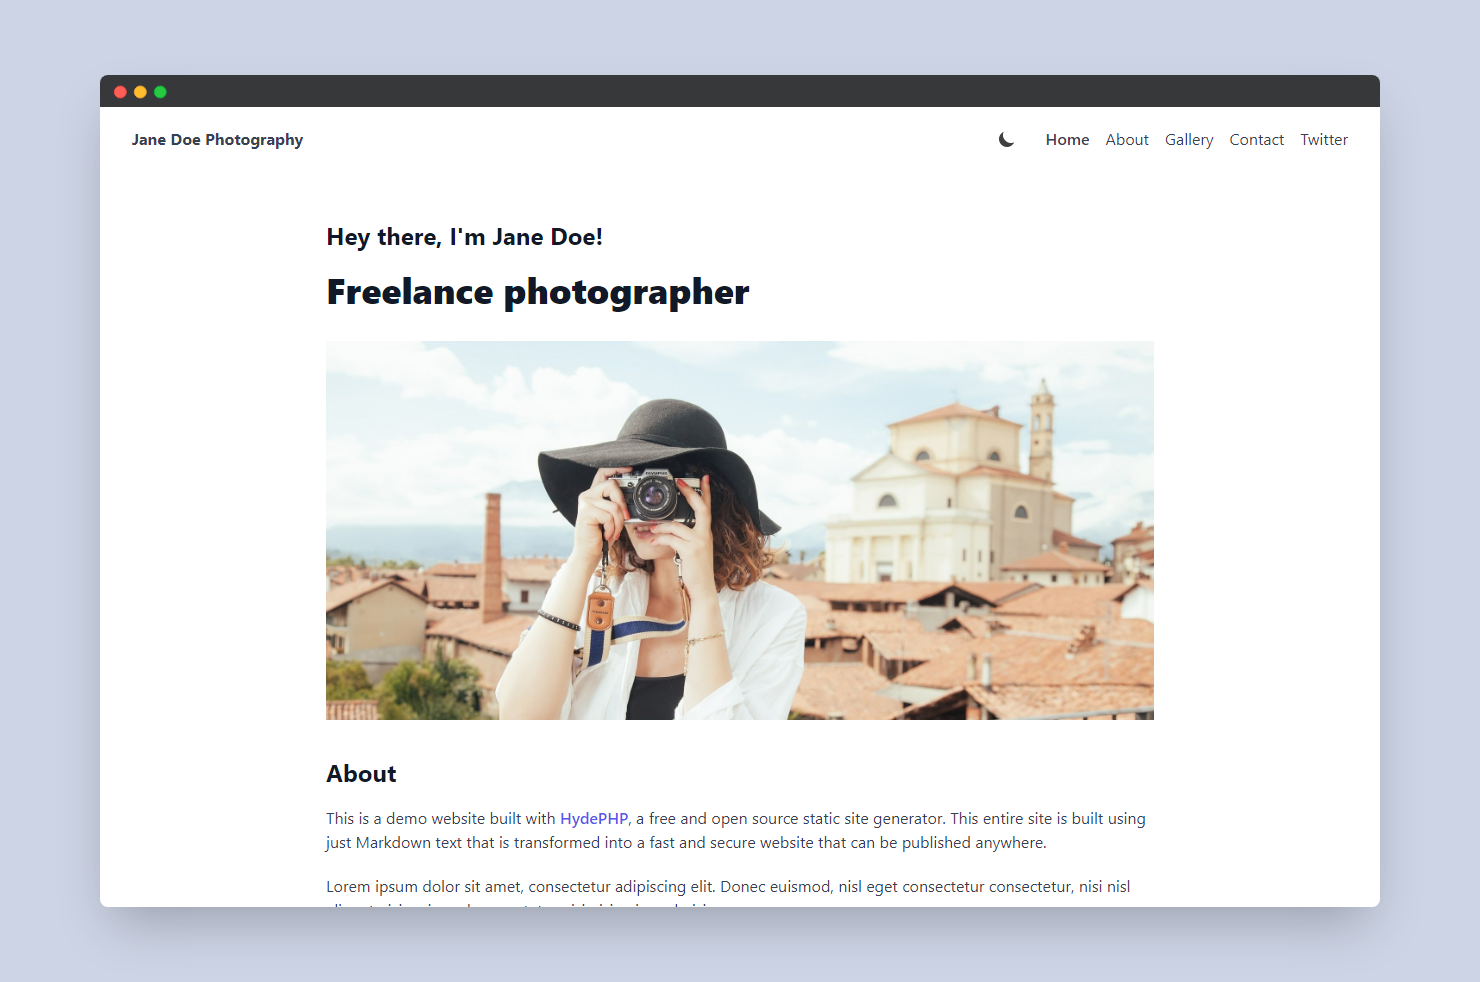 Jane Doe Photography
Home About Gallery Contact Twitter
Hey there, I'm Jane Doe!
Freelance photographer
About
This is a demo website built with HydePHP, a free and open source static site generator. This entire site is built using
just Markdown text that is transformed into a fast and secure website that can be published anywhere.
Lorem ipsum dolor sit amet, consectetur adipiscing elit. Donec euismod, nisl eget consectetur consectetur, nisi nisl